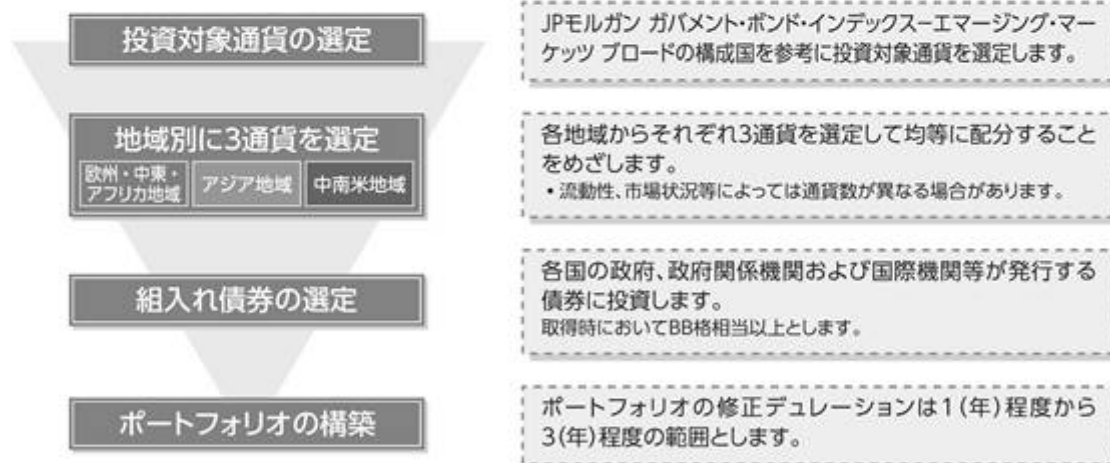 投資対象通貨の選定
JPモルガン ガバメント・ボンド・インデックスーエマージング・マー
ケッツ ブロードの構成国を参考に投資対象通貨を選定します。
地域別に3通貨を選定
欧州・中東・
アフリカ地域
アジア地域
中南米地域
各地域からそれぞれ3通貨を選定して均等に配分すること
をめざします。
• 流動性、市場状況等によっては通貨数が異なる場合があります。
組入れ債券の選定
各国の政府、政府関係機関および国際機関等が発行する
債券に投資します。
取得時においてBB格相当以上とします。
ポートフォリオの構築
ポートフォリオの修正デュレーションは1(年)程度から
3(年)程度の範囲とします。